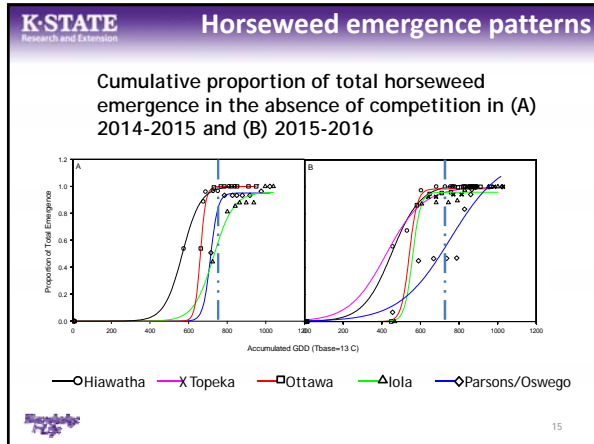 K·STATE
Research and Extension
Horseweed emergence patterns
Cumulative proportion of total horseweed
emergence in the absence of competition in (A)
2014-2015 and (B) 2015-2016
Proportion of Total Emergence
1.2
1.0
0.8
0.6
0.4
0.2
0.0
A
B
0 200 400 600 800 1000 1200 200 400 600 800 1000 1200
Accumulated GDD (Tbase=13 C)
Hiawatha Topeka Ottawa Iola Parsons/Oswego
Knowledge
for Life
15